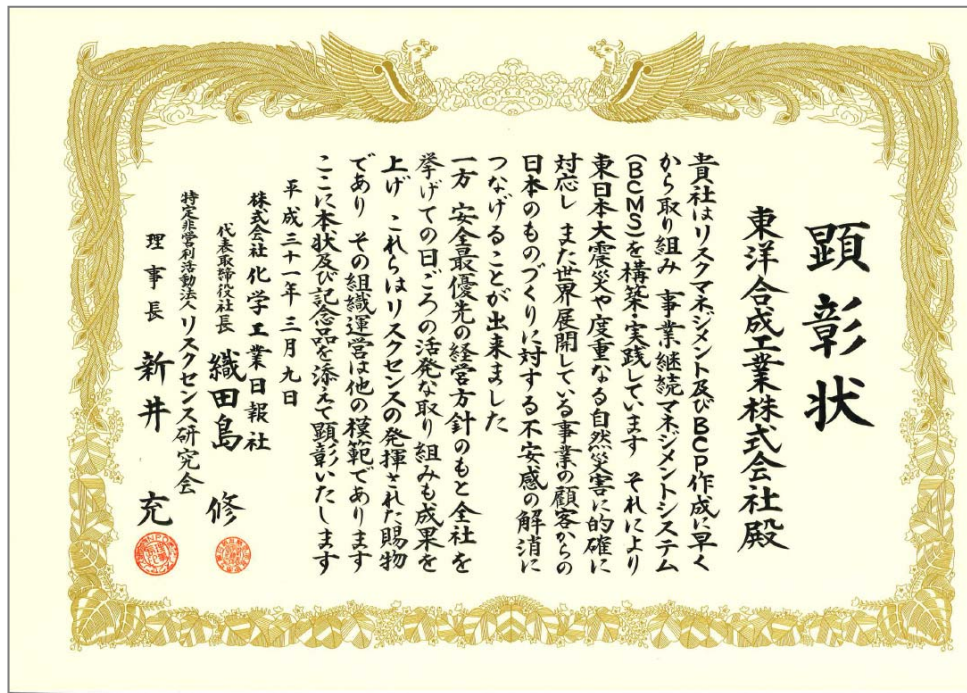 顕彰状
東洋合成工業株式会社殿
貴社はリスクマネジメント及びBCP作成に早く
から取り組み 事業継続マネジメントシステム
(BCMS)を構築・実践しています それにより
東日本大震災や度重なる自然災害に的確に
対応し また世界展開している事業の顧客からの
日本のものづくりに対する不安感の解消に
つなげることが出来ました
一方 安全最優先の経営方針のもと全社を
挙げての日ごろの活発な取り組みも成果を
上げ これらはリスクセンスの発揮された賜物
であり その組織運営は他の模範であります
ここに本状及び記念品を添えて顕彰いたします
平成三十一年三月九日
株式会社化学工業日報社
代表取締役社長 織田島 修
特定非営利活動法人リスクセンス研究会
理事長 新井 充